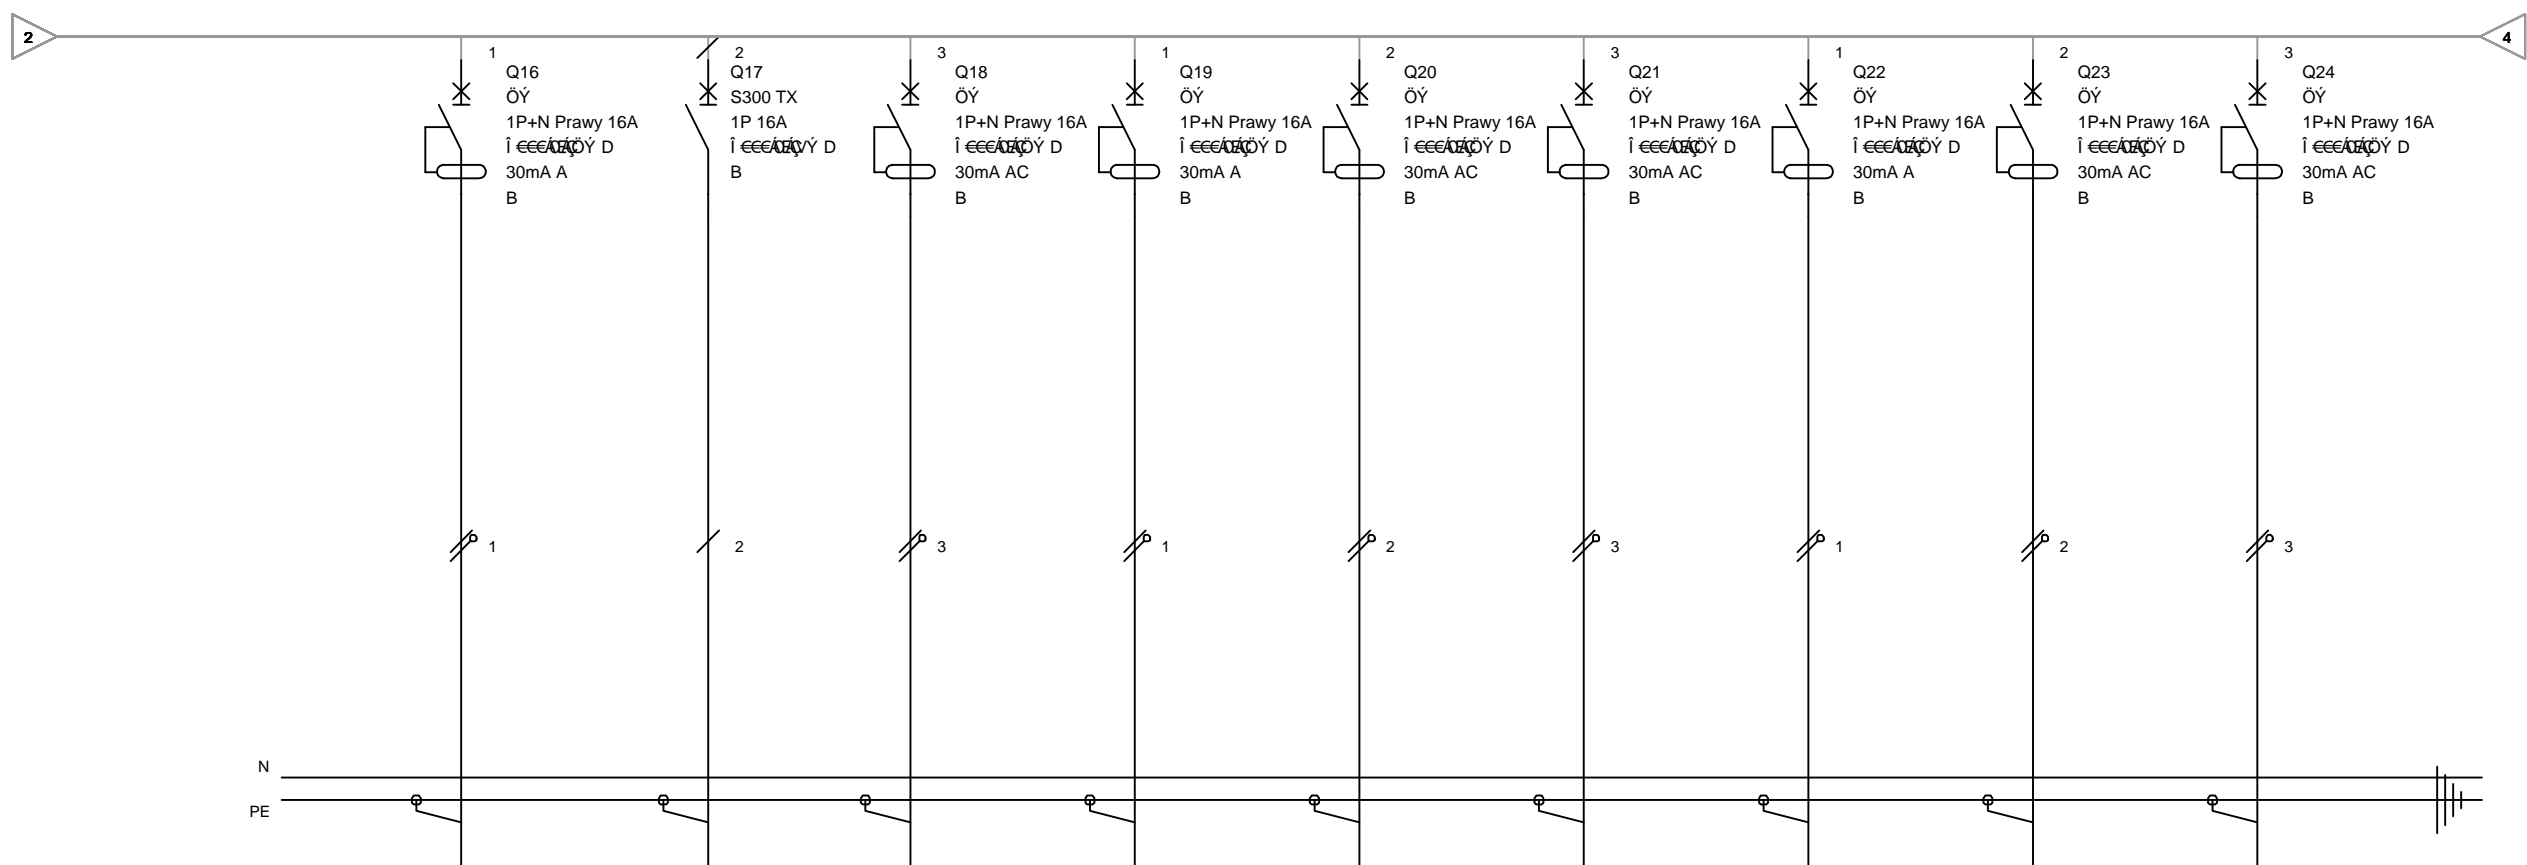 2
4
1
Q16
ÖÝ
1P+N Prawy 16A
30mA A
B
2
Q17
S300 TX
1P 16A
B
3
Q18
ÖÝ
1P+N Prawy 16A
30mA AC
B
1
Q19
ÖÝ
1P+N Prawy 16A
30mA A
B
2
Q20
ÖÝ
1P+N Prawy 16A
30mA AC
B
3
Q21
ÖÝ
1P+N Prawy 16A
30mA AC
B
1
Q22
ÖÝ
1P+N Prawy 16A
30mA A
B
2
Q23
ÖÝ
1P+N Prawy 16A
30mA AC
B
3
Q24
ÖÝ
1P+N Prawy 16A
30mA AC
B
1
2
3
1
2
3
1
2
3
N
PE